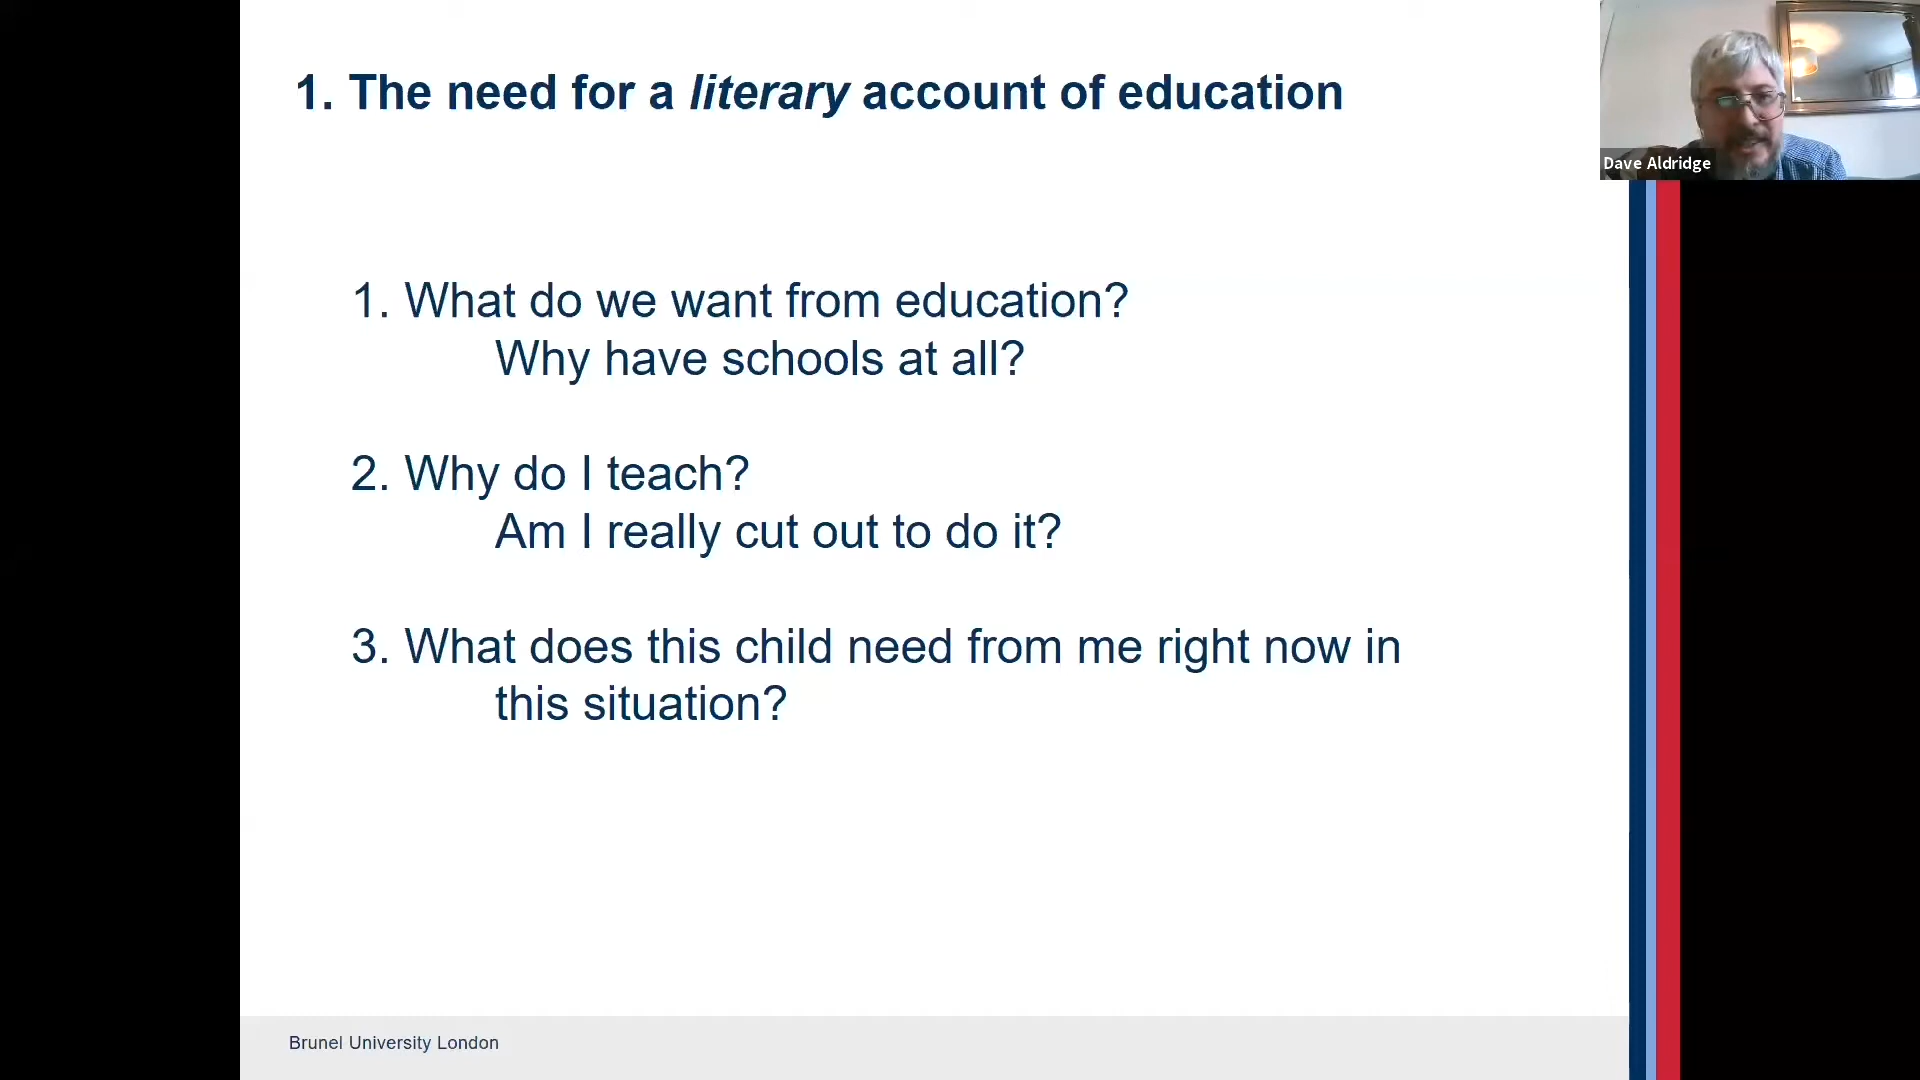 1. The need for a literary account of education
Dave Aldridge
1. What do we want from education?
Why have schools at all?
2. Why do I teach?
Am I really cut out to do it?
3. What does this child need from me right now in
this situation?
Brunel University London